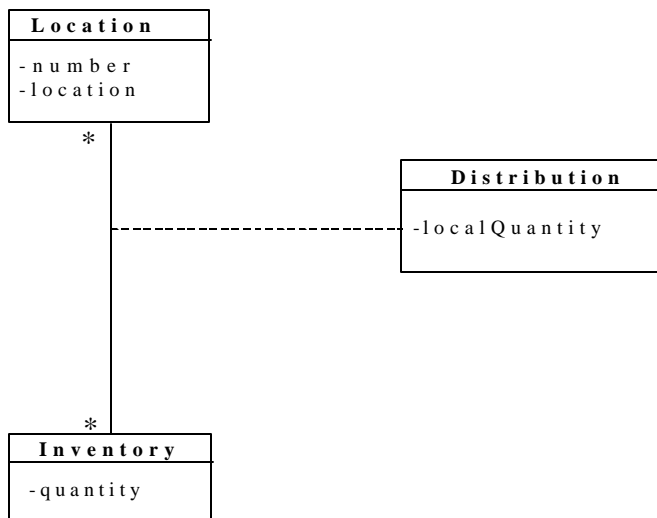 Location
-number
-location
*
Distribution
-localQuantity
*
Inventory
-quantity